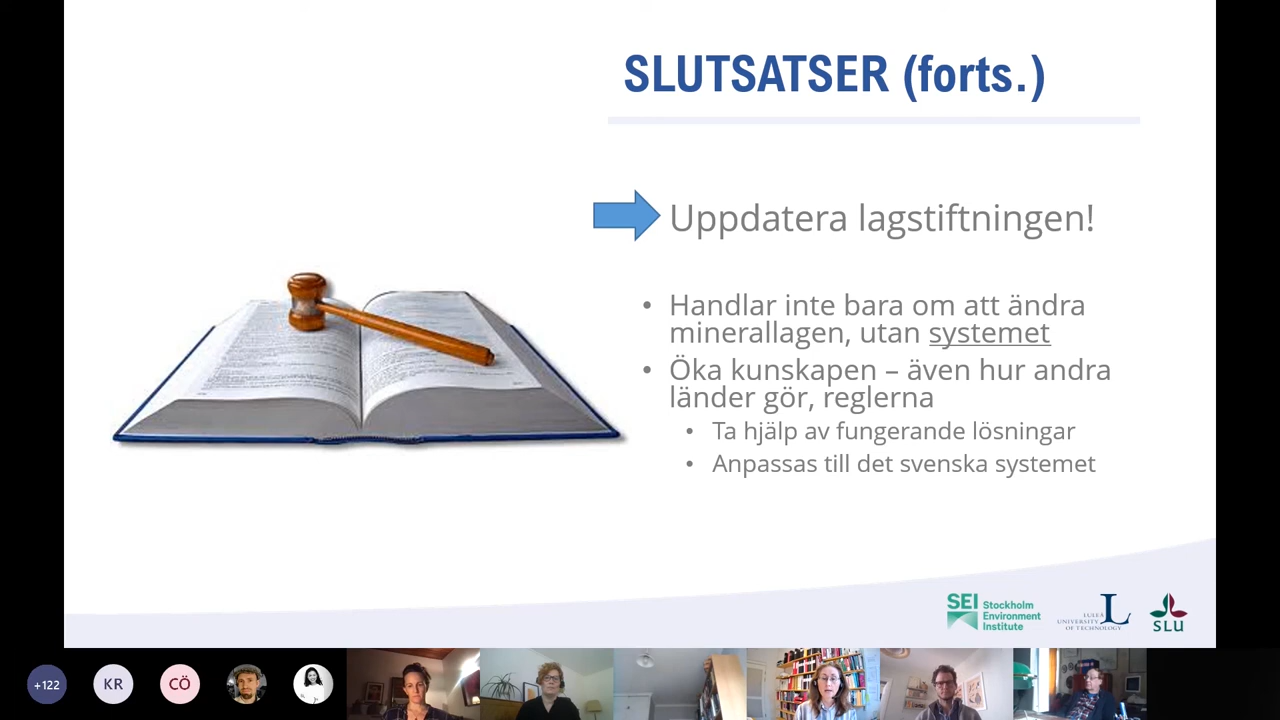 SLUTSATSER (forts.)
Uppdatera lagstiftningen!
• Handlar inte bara om att ändra
minerallagen, utan systemet
• Öka kunskapen – även hur andra
länder gör, reglerna
• Ta hjälp av fungerande lösningar
• Anpassas till det svenska systemet
SEI Stockholm
Environment
Institute
LULEÅ
UNIVERSITY
OF TECHNOLOGY
L
SLU
+122
KR
CÖ